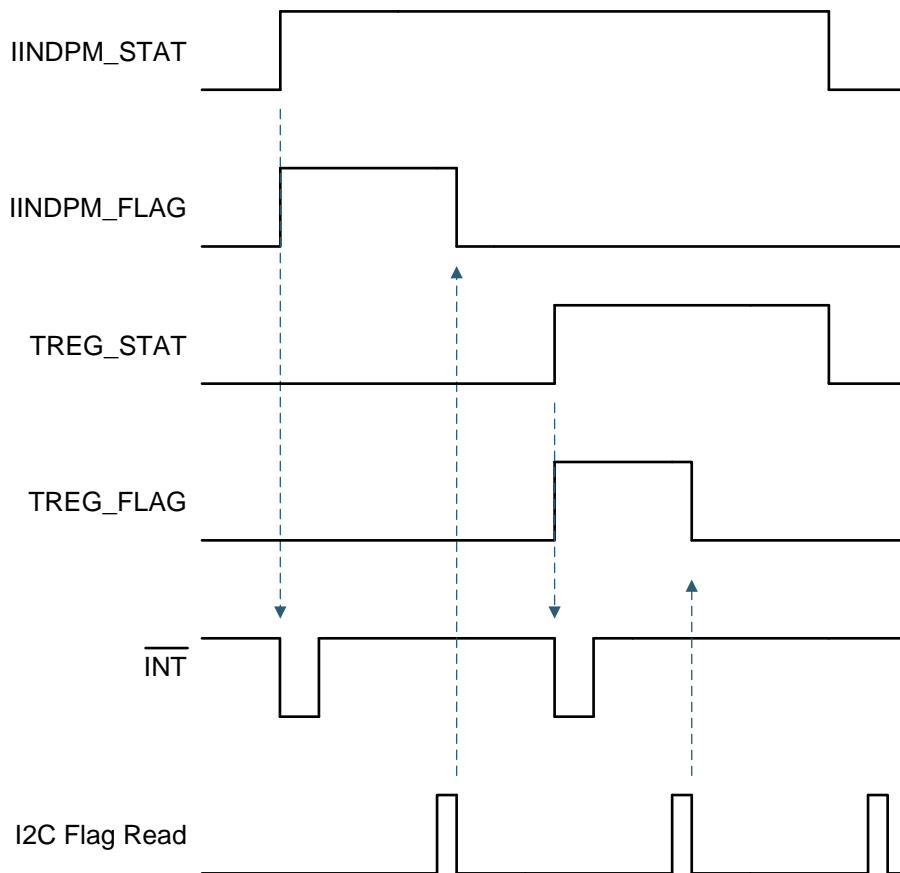 IINDPM_STAT
IINDPM_FLAG
TREG_STAT
TREG_FLAG
INT
I2C Flag Read